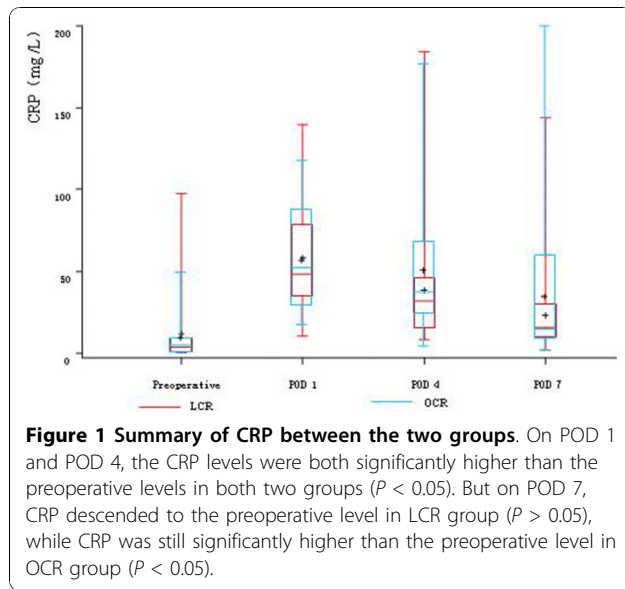 200
150
100
50
0
CRP (mg/L)
Preoperative POD 1 POD 4 POD 7
LCR OCR
Figure 1 Summary of CRP between the two groups. On POD 1
and POD 4, the CRP levels were both significantly higher than the
preoperative levels in both two groups (P < 0.05). But on POD 7,
CRP descended to the preoperative level in LCR group (P > 0.05),
while CRP was still significantly higher than the preoperative level in
OCR group (P < 0.05).